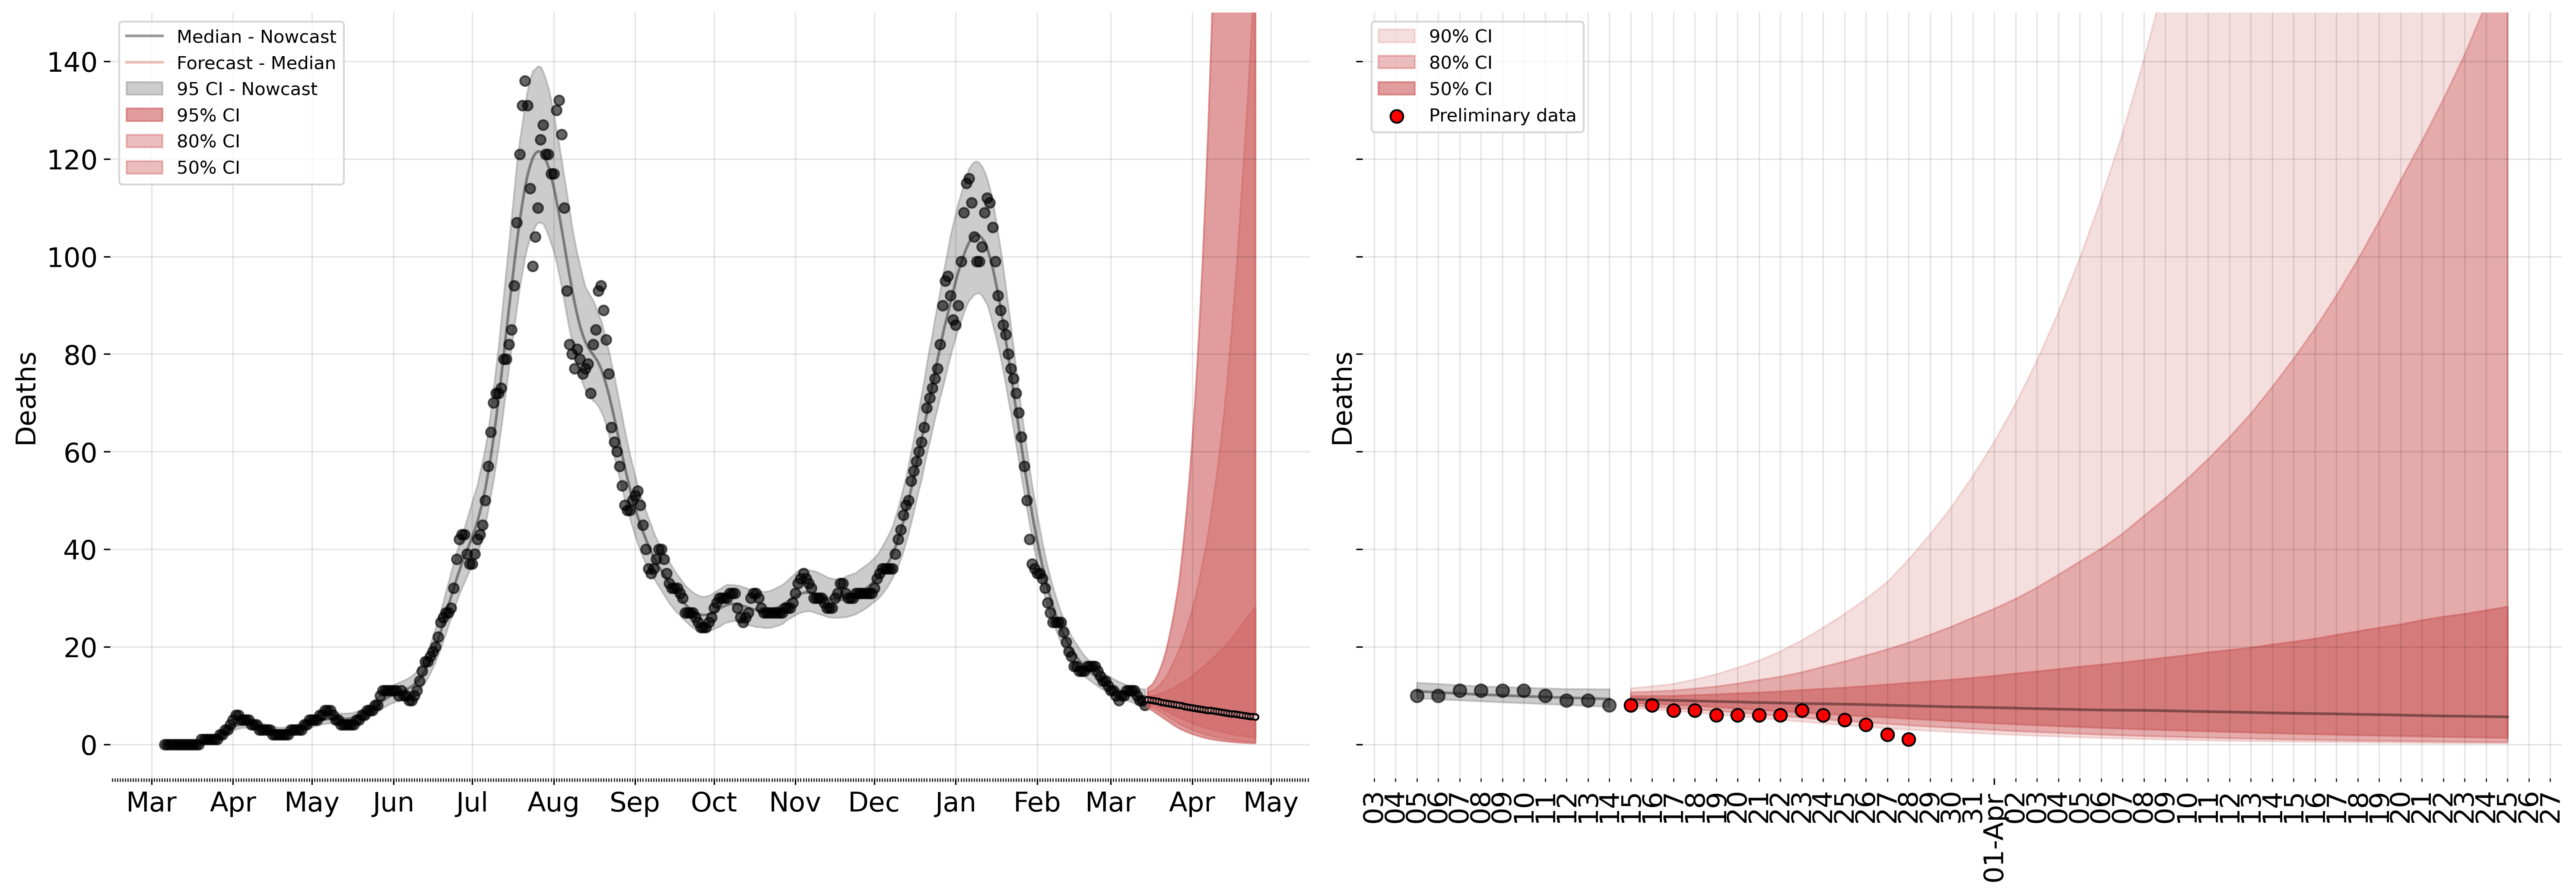 Median - Nowcast
Forecast - Median
95 CI - Nowcast
95% CI
80% CI
50% CI
Deaths
140
120
100
80
60
40
20
0
Mar Apr May Jun Jul Aug Sep Oct Nov Dec Jan Feb Mar Apr May
90% CI
80% CI
50% CI
Preliminary data
Deaths
03 04 05 06 07 08 09 10 11 12 13 14 15 16 17 18 19 20 21 22 23 24 25 26 27 28 29 30 31 01-Apr 02 03 04 05 06 07 08 09 10 11 12 13 14 15 16 17 18 19 20 21 22 23 24 25 26 27